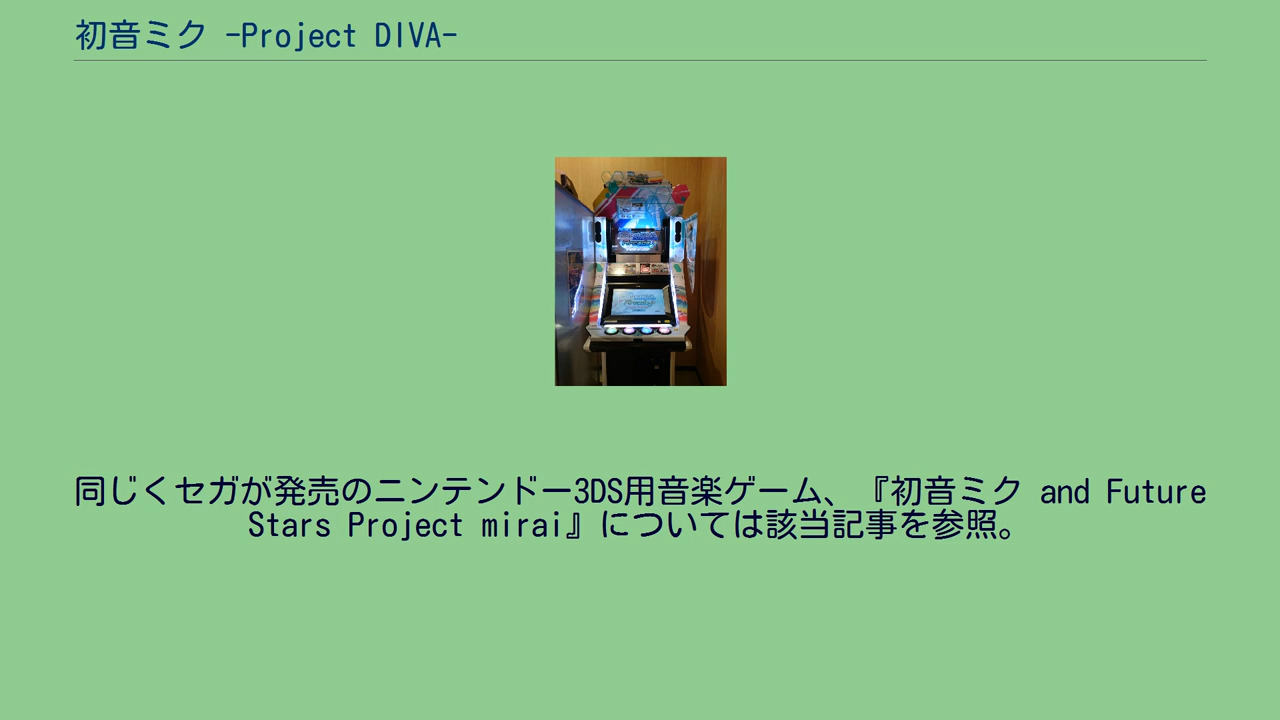 初音ミク -Project DIVA-
同じくセガが発売のニンテンドー3DS用音楽ゲーム、『初音ミク and Future
Stars Project mirai』については該当記事を参照。